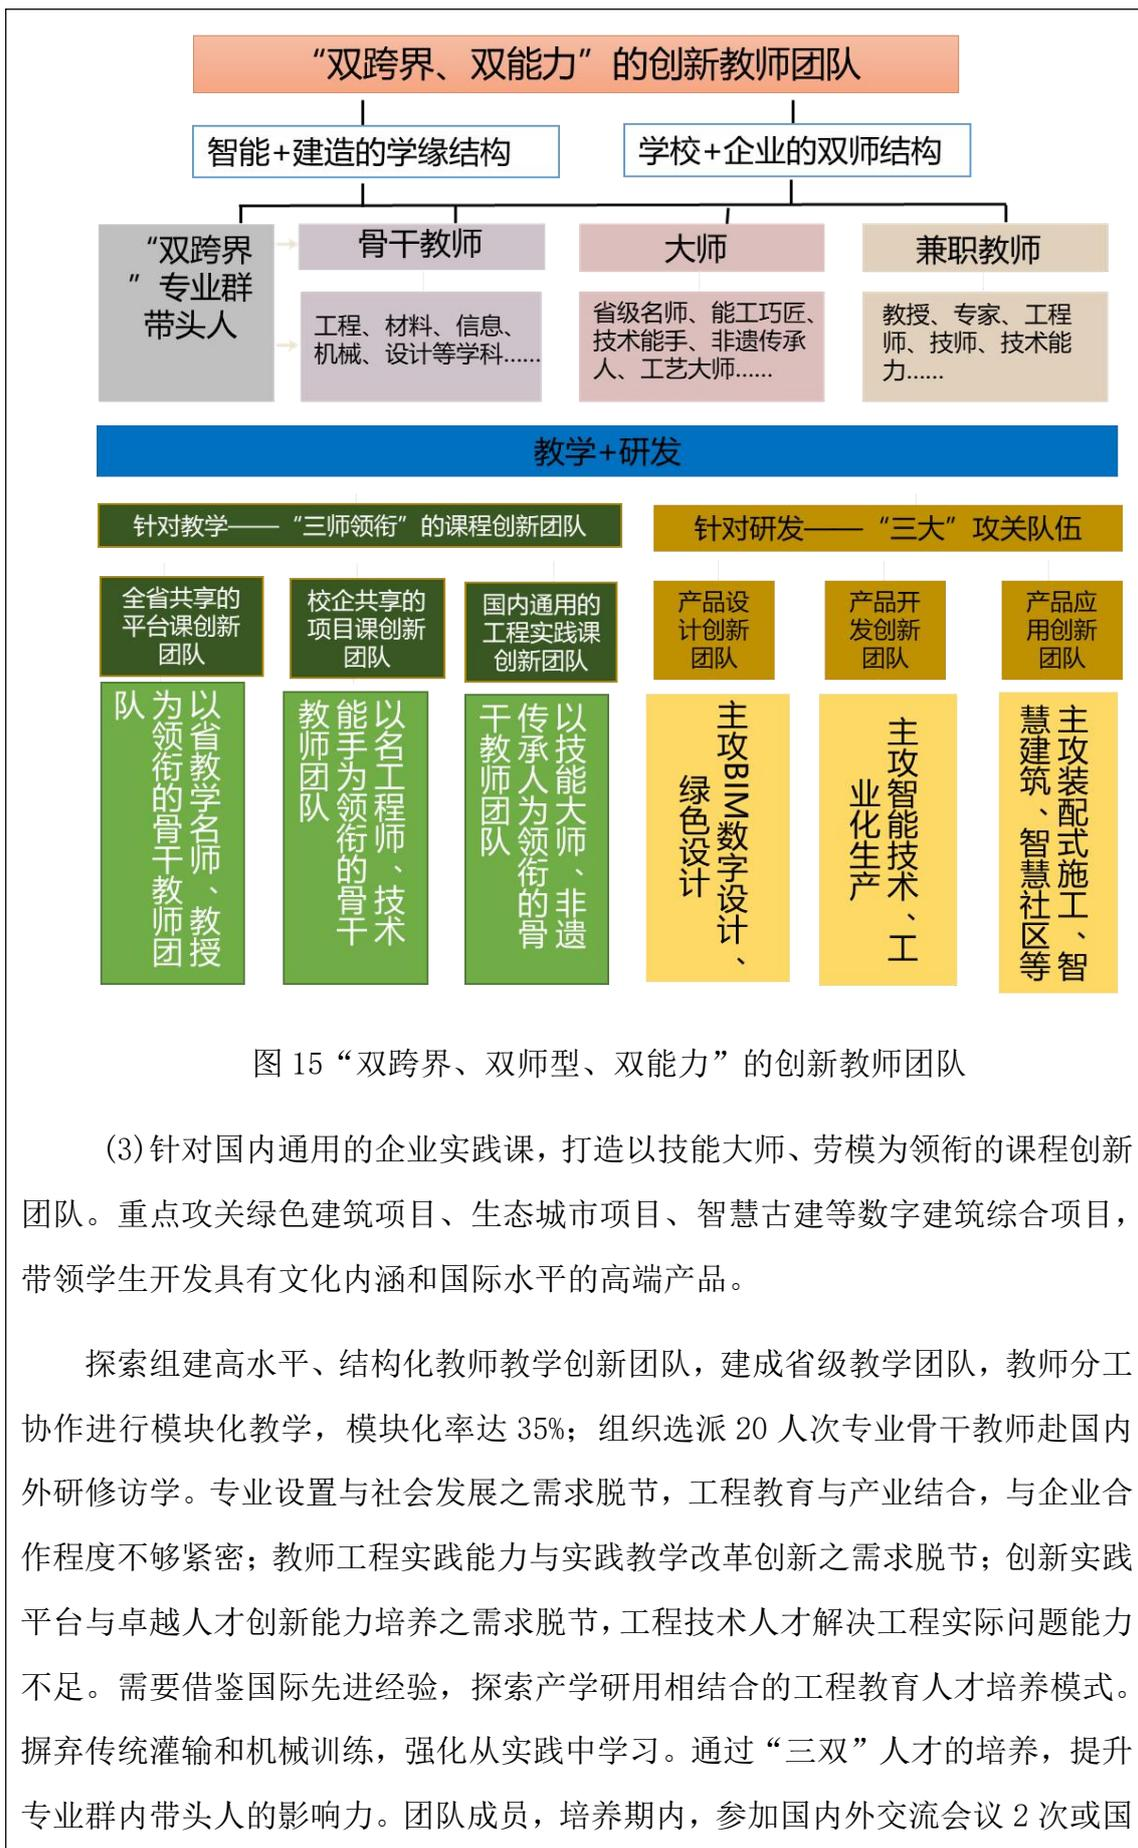 “双跨界、双能力”的创新教师团队
智能+建造的学缘结构
学校+企业的双师结构
“双跨界
”专业群
带头人
骨干教师
工程、材料、信息、
机械、设计等学科……
大师
省级名师、能工巧匠、
技术能手、非遗传承
人、工艺大师……
兼职教师
教授、专家、工程
师、技师、技术能
力……
教学+研发
针对教学——“三师领衔”的课程创新团队
针对研发——“三大”攻关队伍
全省共享的
平台课创新
团队
校企共享的
项目课创新
团队
国内通用的
工程实践课
创新团队
产品设
计创新
团队
产品开
发创新
团队
产品应
用创新
团队
以省教学名师、教授
为领衔的骨干教师团
队
以名工程师、技术
能手为领衔的骨干
教师团队
以技能大师、非遗
传承人为领衔的骨
干教师团队
主攻BIM数字设计、
绿色设计
主攻智能技术、工
业化生产
主攻装配式施工、智
慧建筑、智慧社区等
图 15“双跨界、双师型、双能力”的创新教师团队
(3)针对国内通用的企业实践课，打造以技能大师、劳模为领衔的课程创新
团队。重点攻关绿色建筑项目、生态城市项目、智慧古建等数字建筑综合项目，
带领学生开发具有文化内涵和国际水平的高端产品。
探索组建高水平、结构化教师教学创新团队，建成省级教学团队，教师分工
协作进行模块化教学，模块化率达 35%；组织选派 20 人次专业骨干教师赴国内
外研修访学。专业设置与社会发展之需求脱节，工程教育与产业结合，与企业合
作程度不够紧密；教师工程实践能力与实践教学改革创新之需求脱节；创新实践
平台与卓越人才创新能力培养之需求脱节，工程技术人才解决工程实际问题能力
不足。需要借鉴国际先进经验，探索产学研用相结合的工程教育人才培养模式。
摒弃传统灌输和机械训练，强化从实践中学习。通过“三双”人才的培养，提升
专业群内带头人的影响力。团队成员，培养期内，参加国内外交流会议 2 次或国